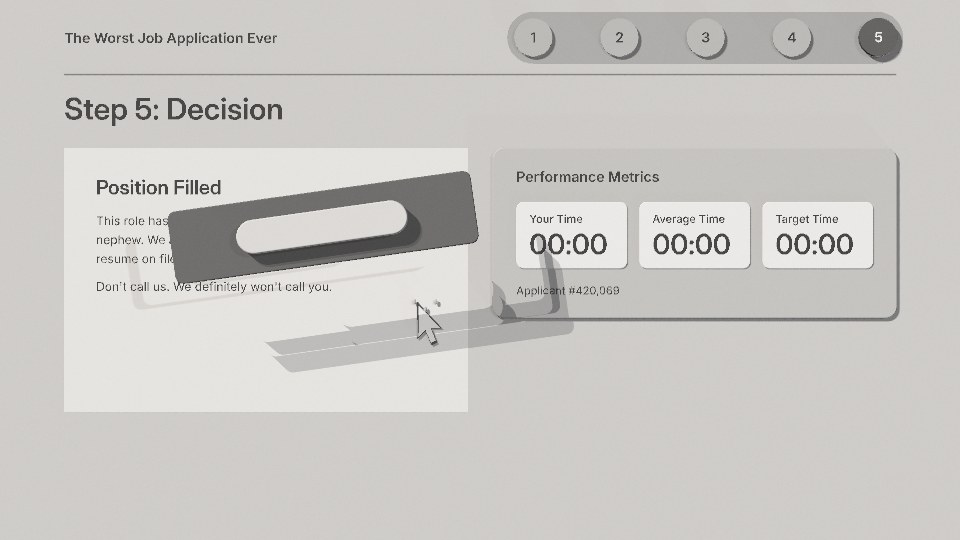 The Worst Job Application Ever
1
2
3
4
5
Step 5: Decision
Position Filled
This role has
nephew. We
resume on file
Don't call us. We definitely won't call you.
Performance Metrics
Your Time
Average Time
Target Time
00:00
00:00
00:00
Applicant #420,069